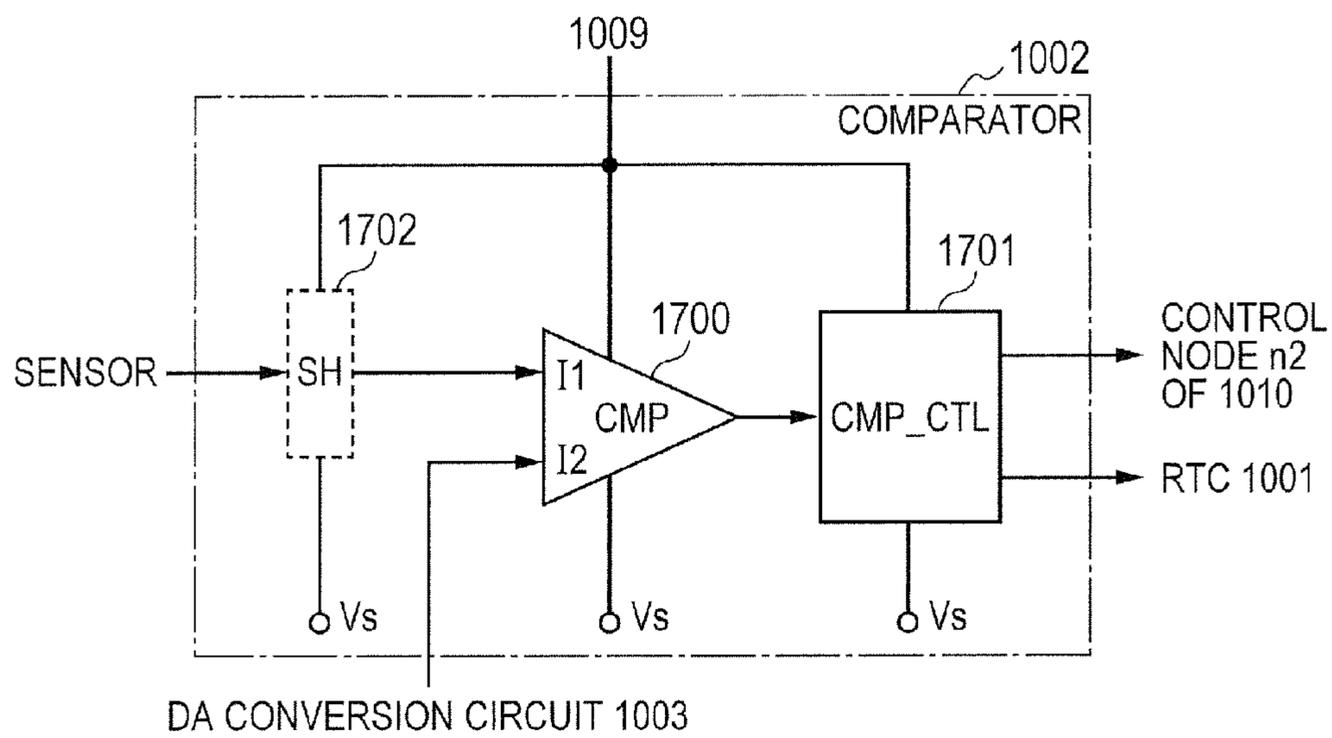 1009
1002
COMPARATOR
1702
1701
1700
CONTROL
NODE n2
OF 1010
SENSOR
SH
I1
CMP
I2
CMP_CTL
RTC 1001
Vs
Vs
Vs
DA CONVERSION CIRCUIT 1003